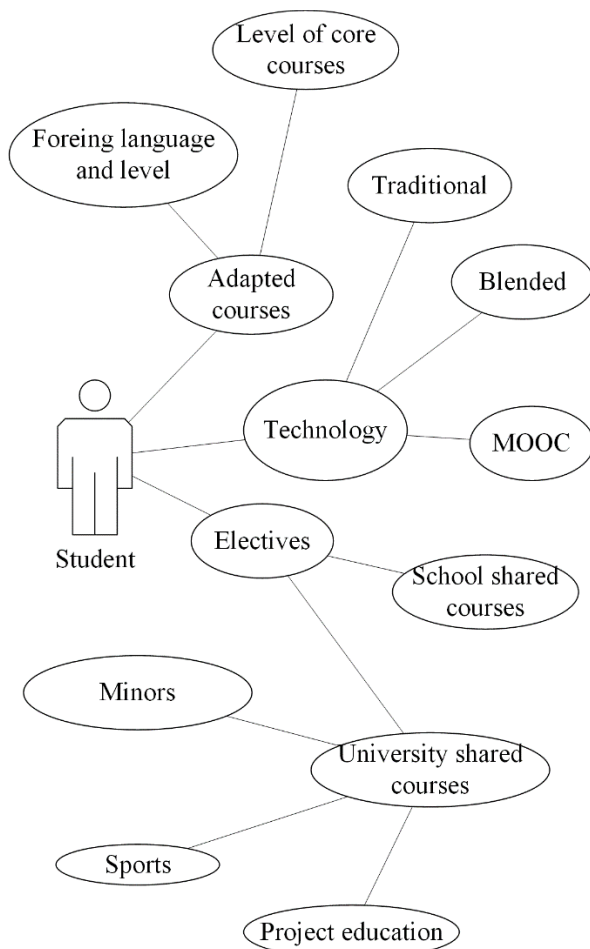 Level of core
courses
Foreing language
and level
Traditional
Adapted
courses
Blended
Technology
MOOC
Student
Electives
School shared
courses
Minors
University shared
courses
Sports
Project education